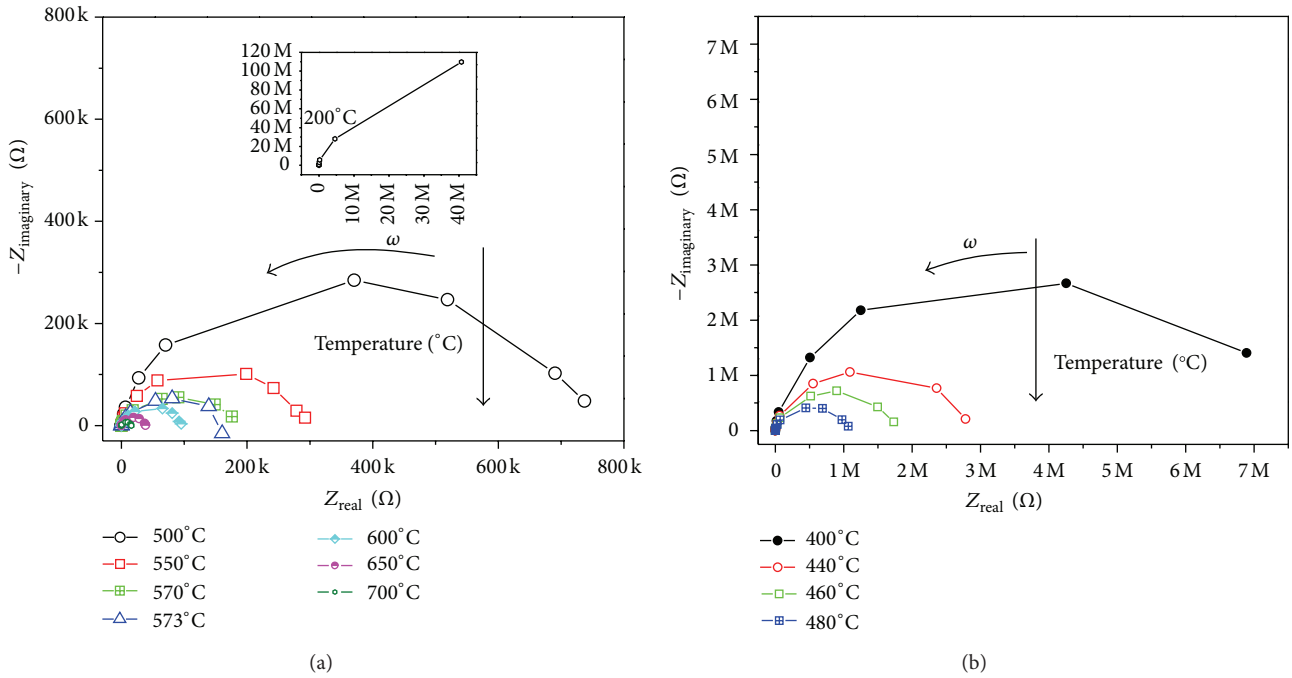 800 k
600 k
400 k
200 k
0
−Z_imaginary (Ω)
120 M
100 M
80 M
60 M
40 M
20 M
0
200°C
0
10 M
20 M
30 M
40 M
ω
Temperature (°C)
0
200 k
400 k
600 k
800 k
Z_real (Ω)
500°C
550°C
570°C
573°C
600°C
650°C
700°C
(a)
7 M
6 M
5 M
4 M
3 M
2 M
1 M
0
−Z_imaginary (Ω)
ω
Temperature (°C)
0
1 M
2 M
3 M
4 M
5 M
6 M
7 M
Z_real (Ω)
400°C
440°C
460°C
480°C
(b)